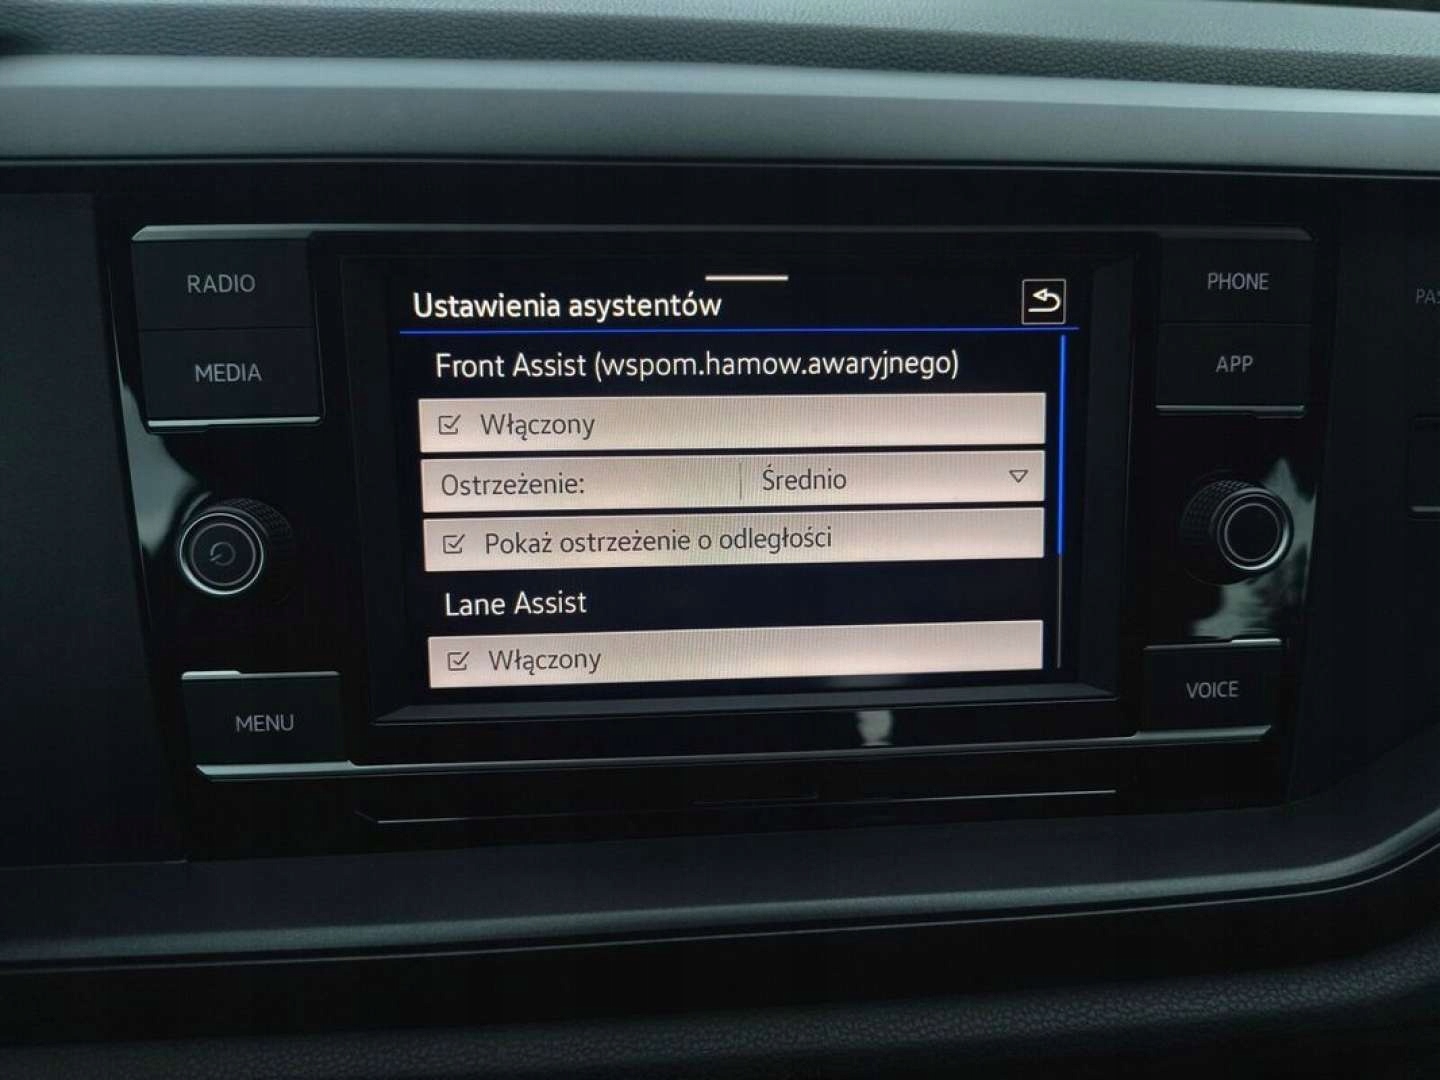 RADIO
MEDIA
MENU
Ustawienia asystentów
Front Assist (wspom.hamow.awaryjnego)
Włączony
Ostrzeżenie: Średnio
Pokaż ostrzeżenie o odległości
Lane Assist
Włączony
PHONE
APP
VOICE